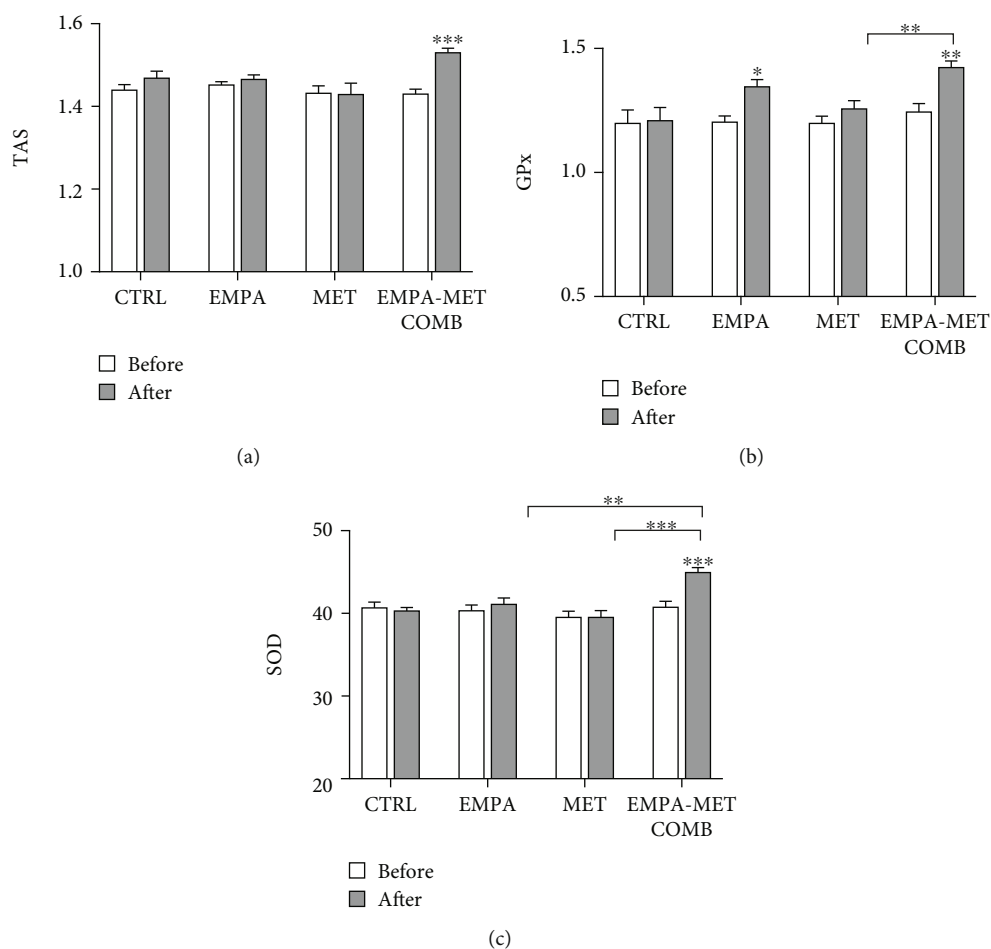 1.6
1.4
1.2
1.0
TAS
***
CTRL EMPA MET EMPA-MET
COMB
Before
After
(a)
1.5
1.0
0.5
GPx
**
* **
CTRL EMPA MET EMPA-MET
COMB
Before
After
(b)
50
40
30
20
SOD
**
***
***
CTRL EMPA MET EMPA-MET
COMB
Before
After
(c)